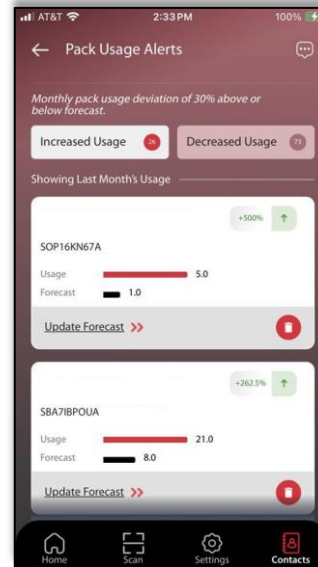 AT&T 2:33 PM 100%
Pack Usage Alerts
Monthly pack usage deviation of 30% above or
below forecast.
Increased Usage 26 Decreased Usage 73
Showing Last Month's Usage
+500%
SOP16KN67A
Usage 5.0
Forecast 1.0
Update Forecast
+262.5%
SBA7IBPOUA
Usage 21.0
Forecast 8.0
Update Forecast
Home Scan Settings Contacts